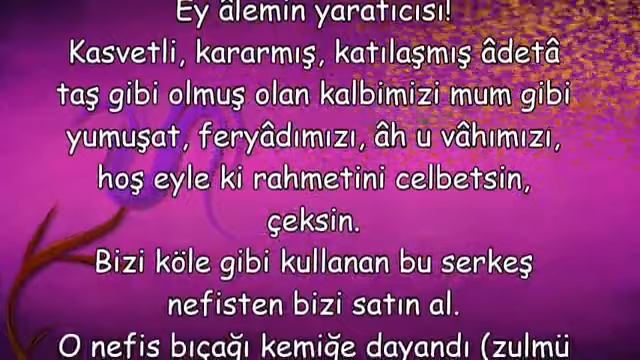 Ey âlemin yaratıcısı!
Kasvetli, kararmış, katılaşmış âdetâ
taş gibi olmuş olan kalbimizi mum gibi
yumuşat, feryâdımızı, âh u vâhımızı,
hoş eyle ki rahmetini celbetsin,
çeksin.
Bizi köle gibi kullanan bu serkeş
nefisten bizi satın al.
O nefis bıçağı kemiğe dayandı (zulmü